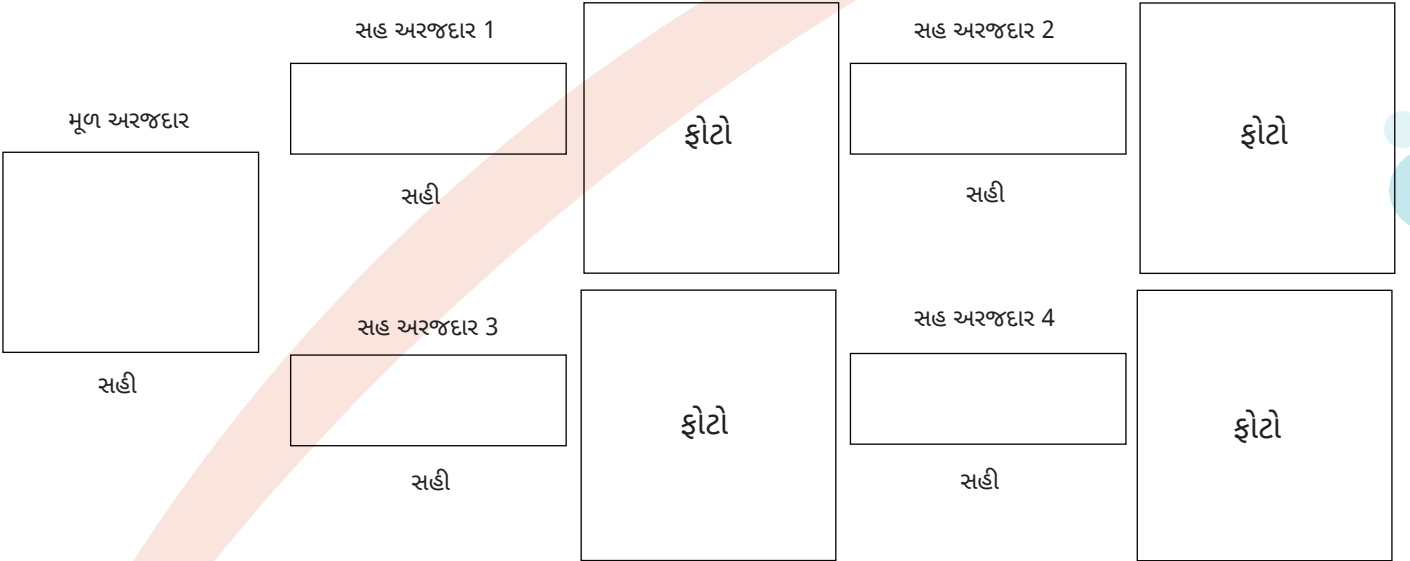 મૂળ અરજદાર
સહી
સહ અરજદાર 1
સહી
ફોટો
સહ અરજદાર 2
સહી
ફોટો
સહ અરજદાર 3
સહી
ફોટો
સહ અરજદાર 4
સહી
ફોટો